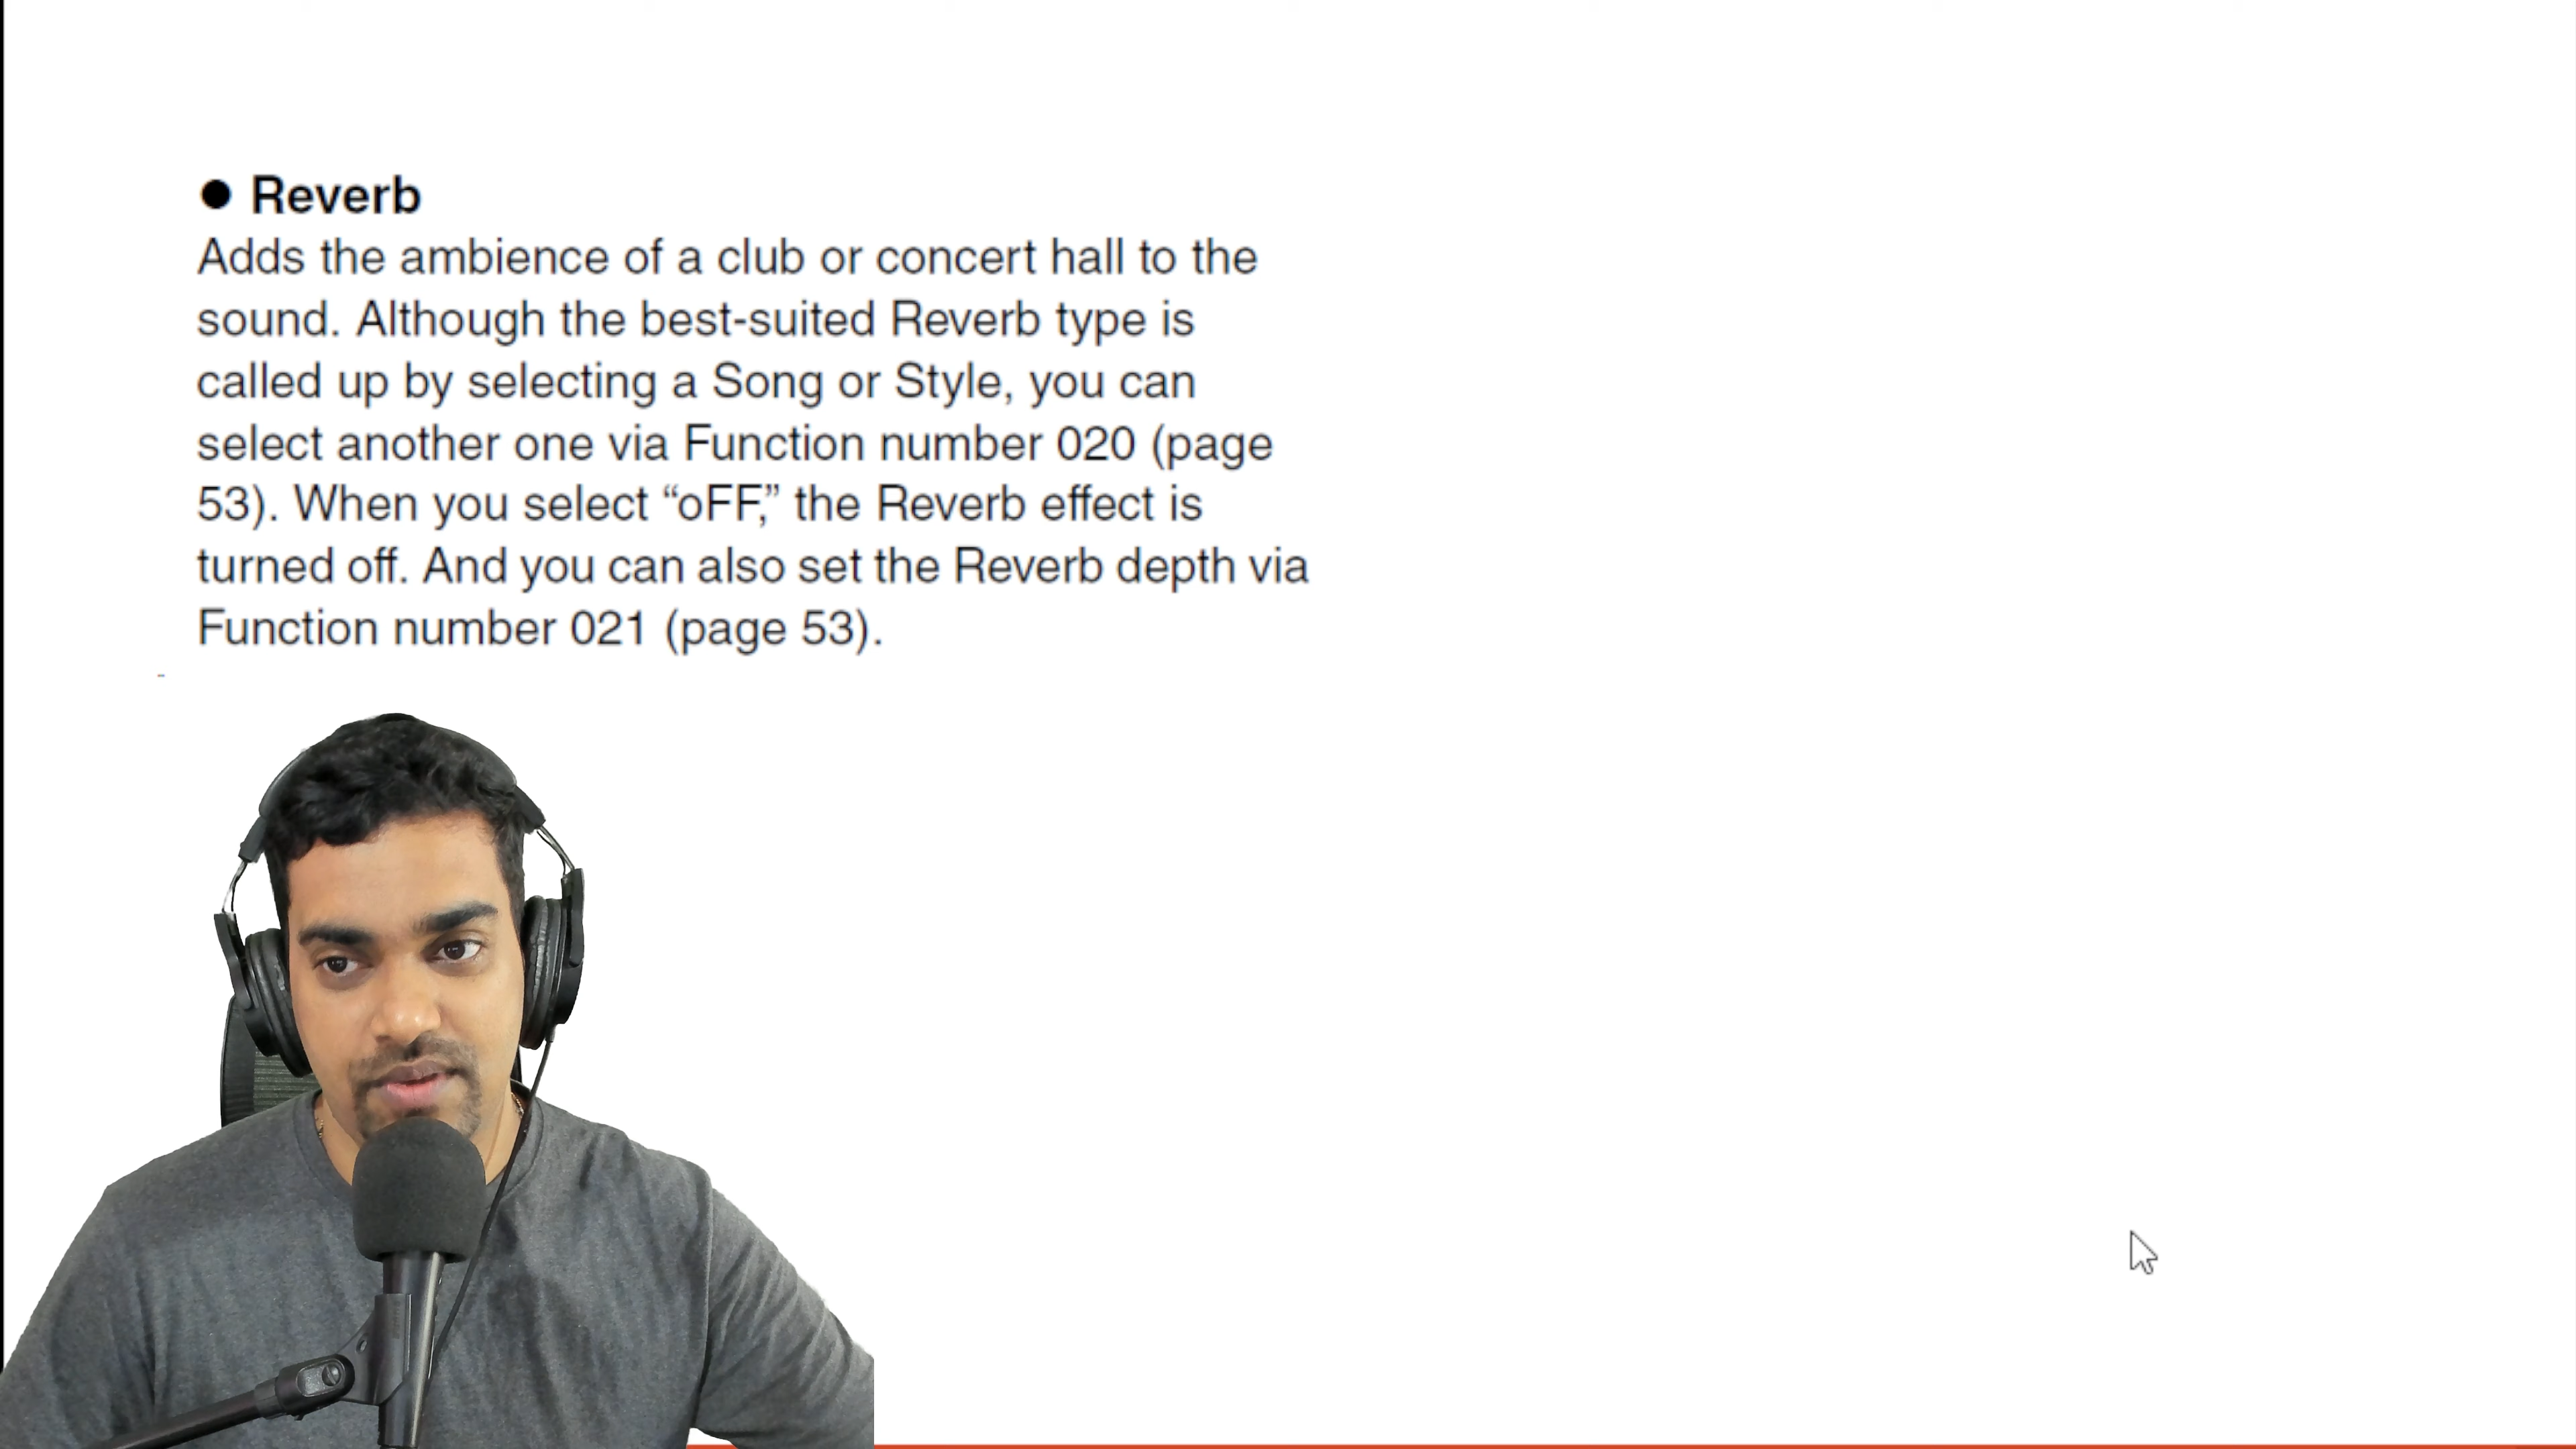 ● Reverb
Adds the ambience of a club or concert hall to the
sound. Although the best-suited Reverb type is
called up by selecting a Song or Style, you can
select another one via Function number 020 (page
53). When you select “oFF,” the Reverb effect is
turned off. And you can also set the Reverb depth via
Function number 021 (page 53).